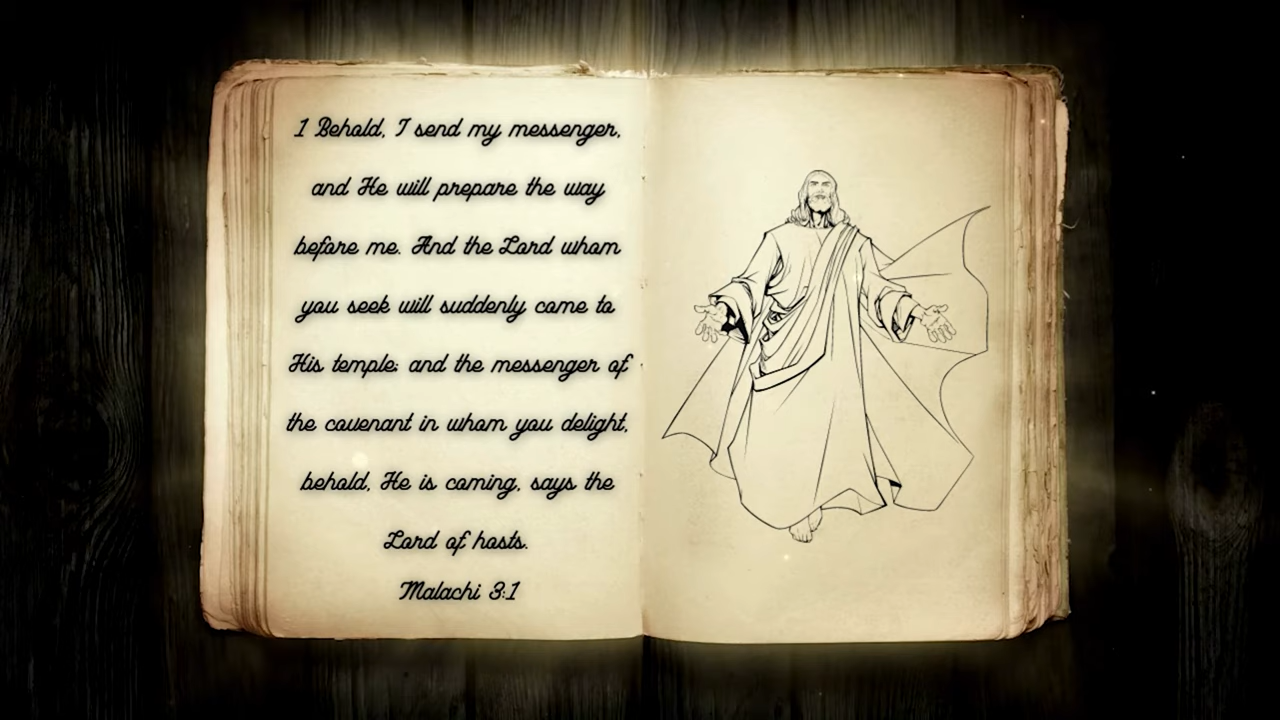 1 Behold, I send my messenger,
and He will prepare the way
before me. And the Lord whom
you seek will suddenly come to
His temple; and the messenger of
the covenant in whom you delight,
behold, He is coming, says the
Lord of hosts.
Malachi 3:1